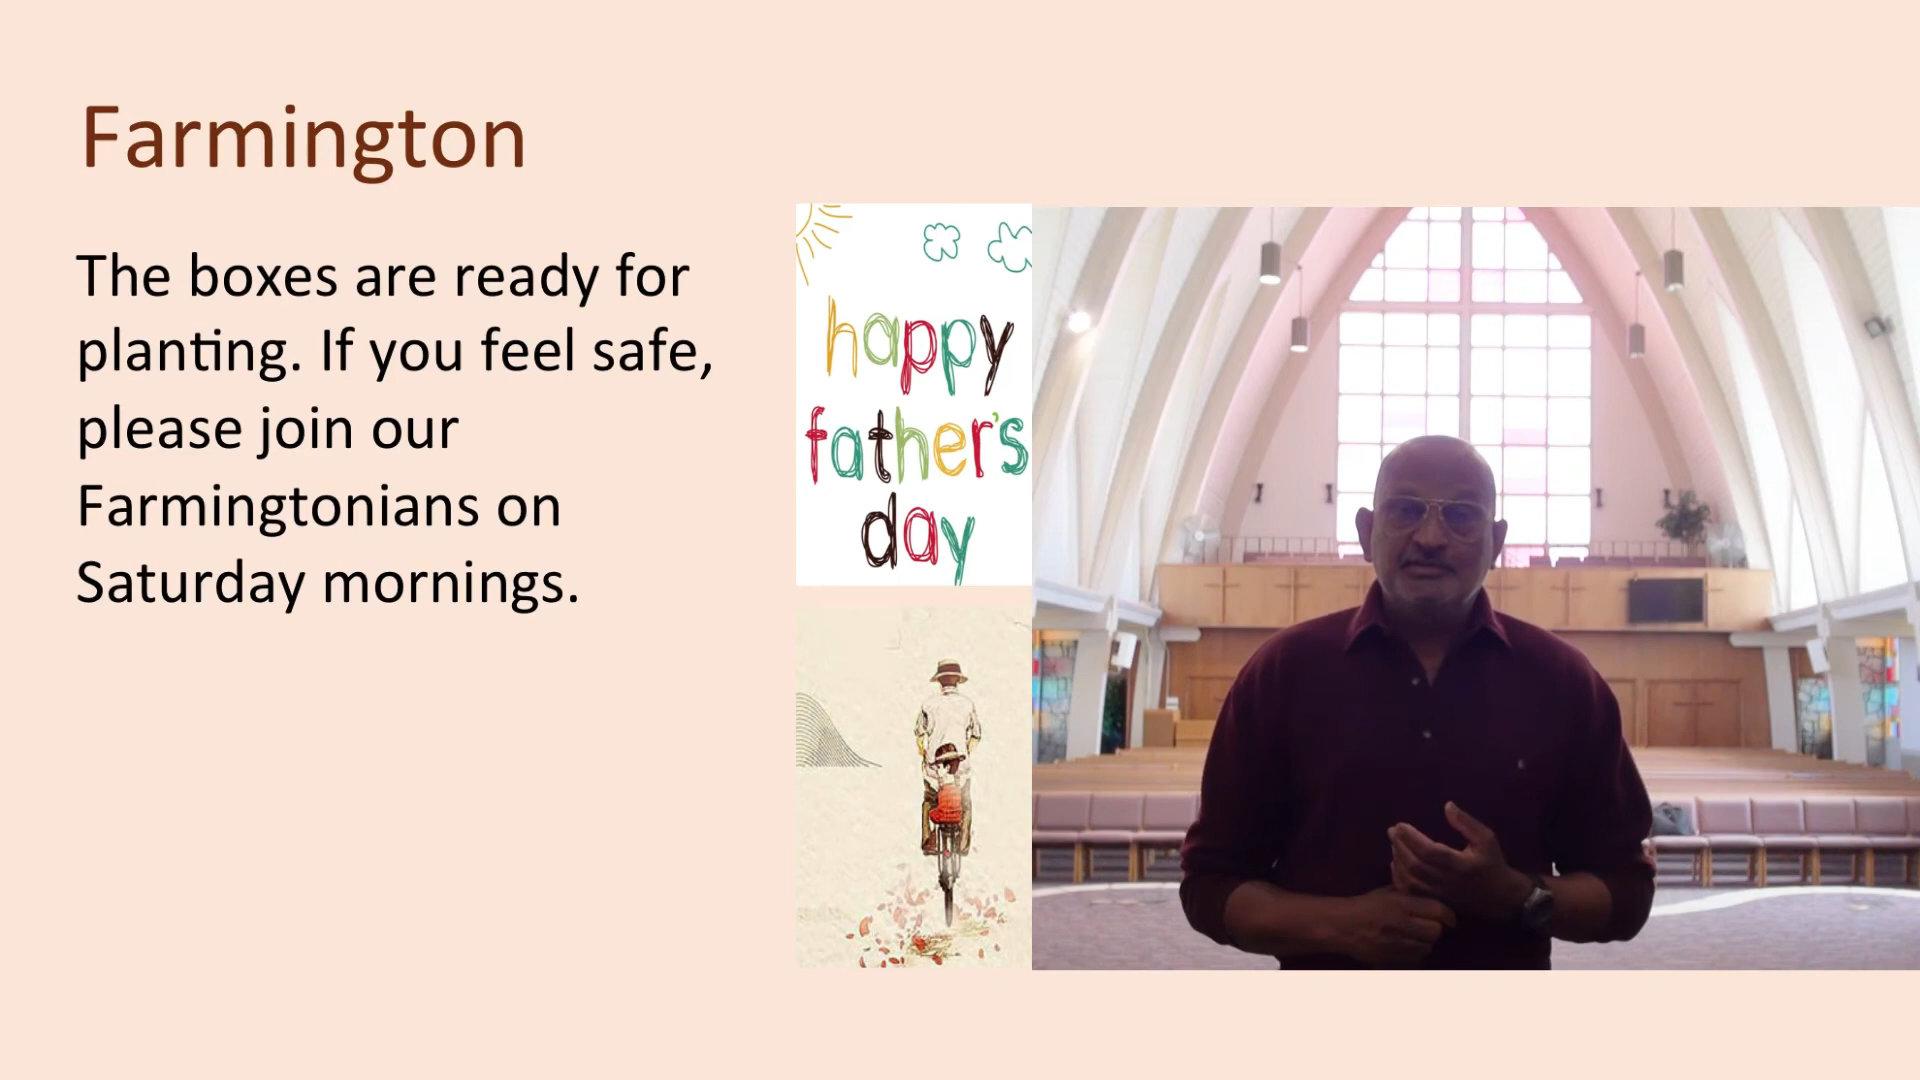 Farmington
The boxes are ready for
planting. If you feel safe,
please join our
Farmingtonians on
Saturday mornings.
happy
father's
day